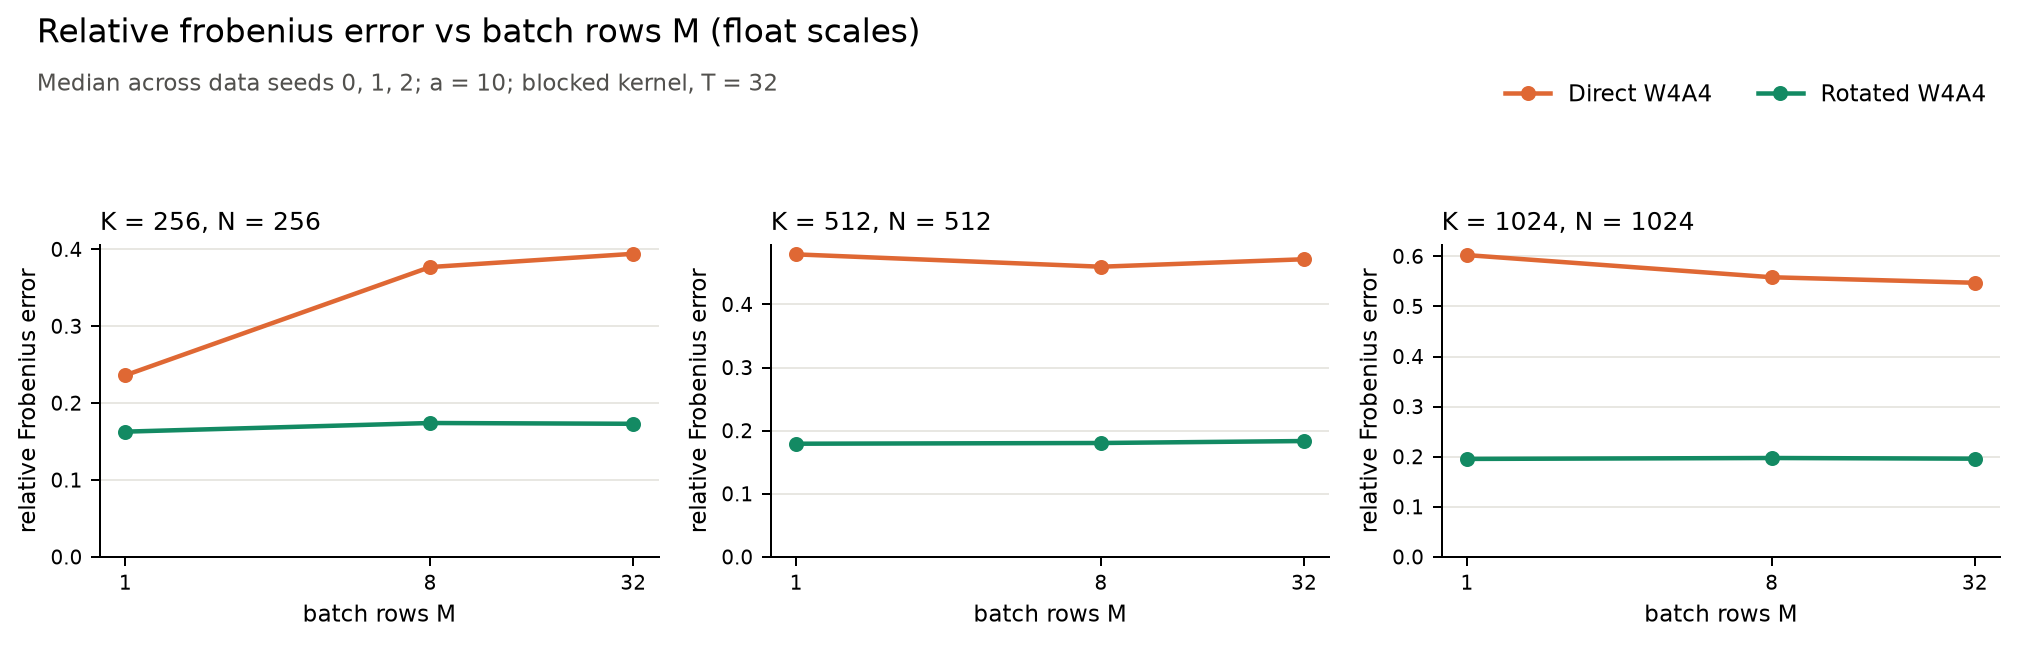 Relative frobenius error vs batch rows M (float scales)
Median across data seeds 0, 1, 2; a = 10; blocked kernel, T = 32
Direct W4A4
Rotated W4A4
K = 256, N = 256
relative Frobenius error
0.4
0.3
0.2
0.1
0.0
1 8 32
batch rows M
K = 512, N = 512
relative Frobenius error
0.4
0.3
0.2
0.1
0.0
1 8 32
batch rows M
K = 1024, N = 1024
relative Frobenius error
0.6
0.5
0.4
0.3
0.2
0.1
0.0
1 8 32
batch rows M